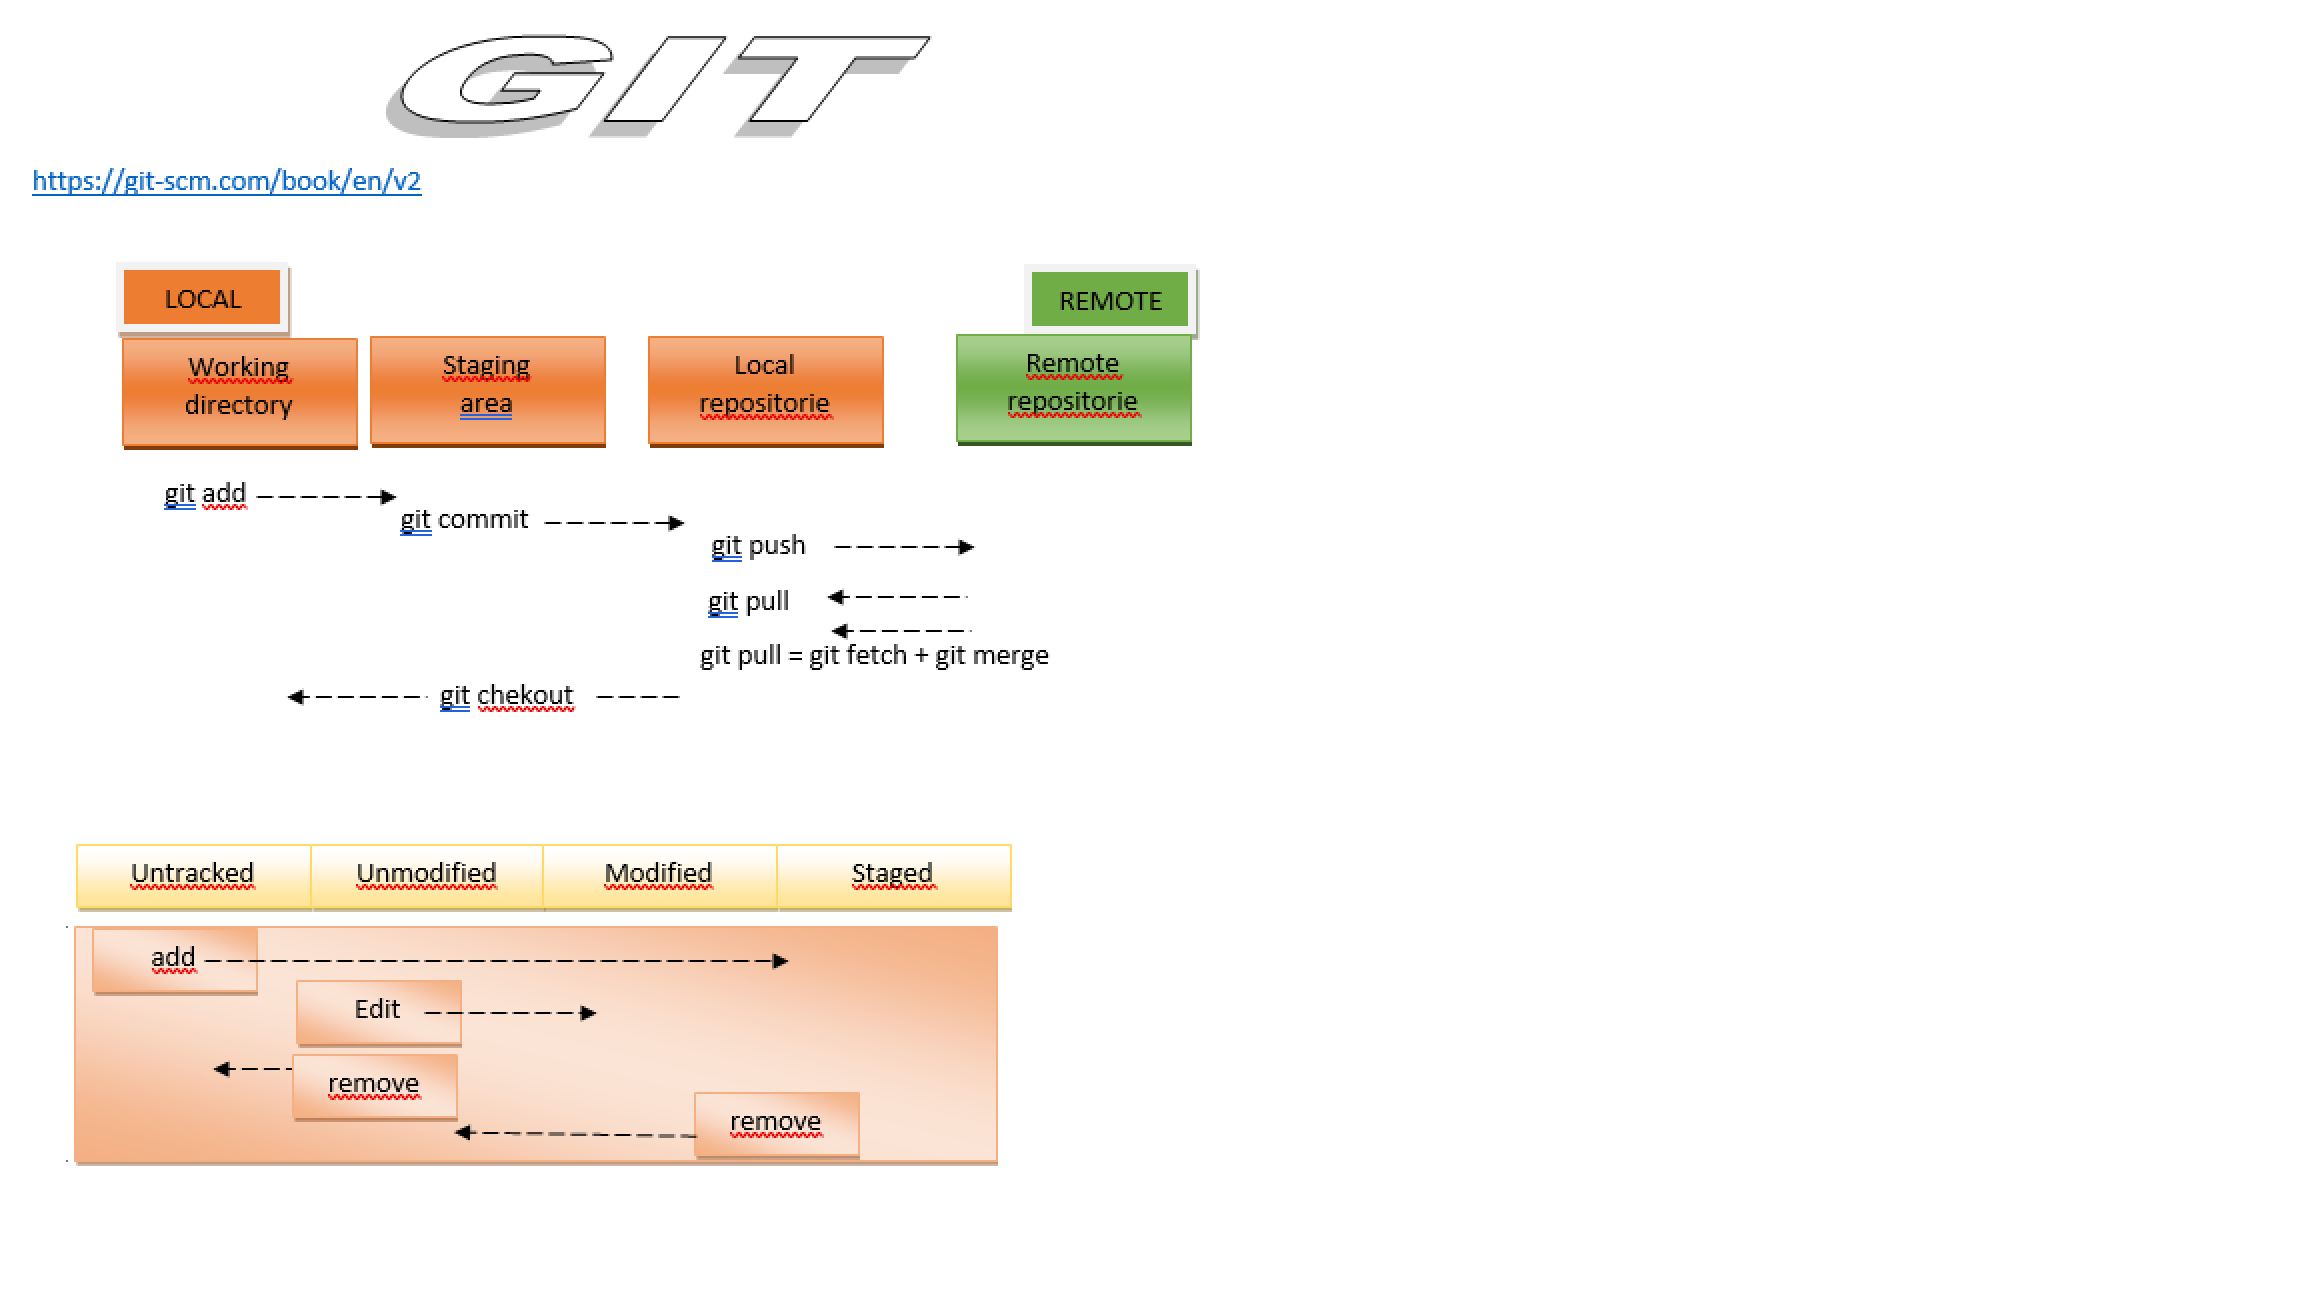 GIT
https://git-scm.com/book/en/v2
LOCAL
REMOTE
Working
directory
Staging
area
Local
repositorie
Remote
repositorie
git add
git commit
git push
git pull
git pull = git fetch + git merge
git chekout
Untracked
Unmodified
Modified
Staged
add
Edit
remove
remove